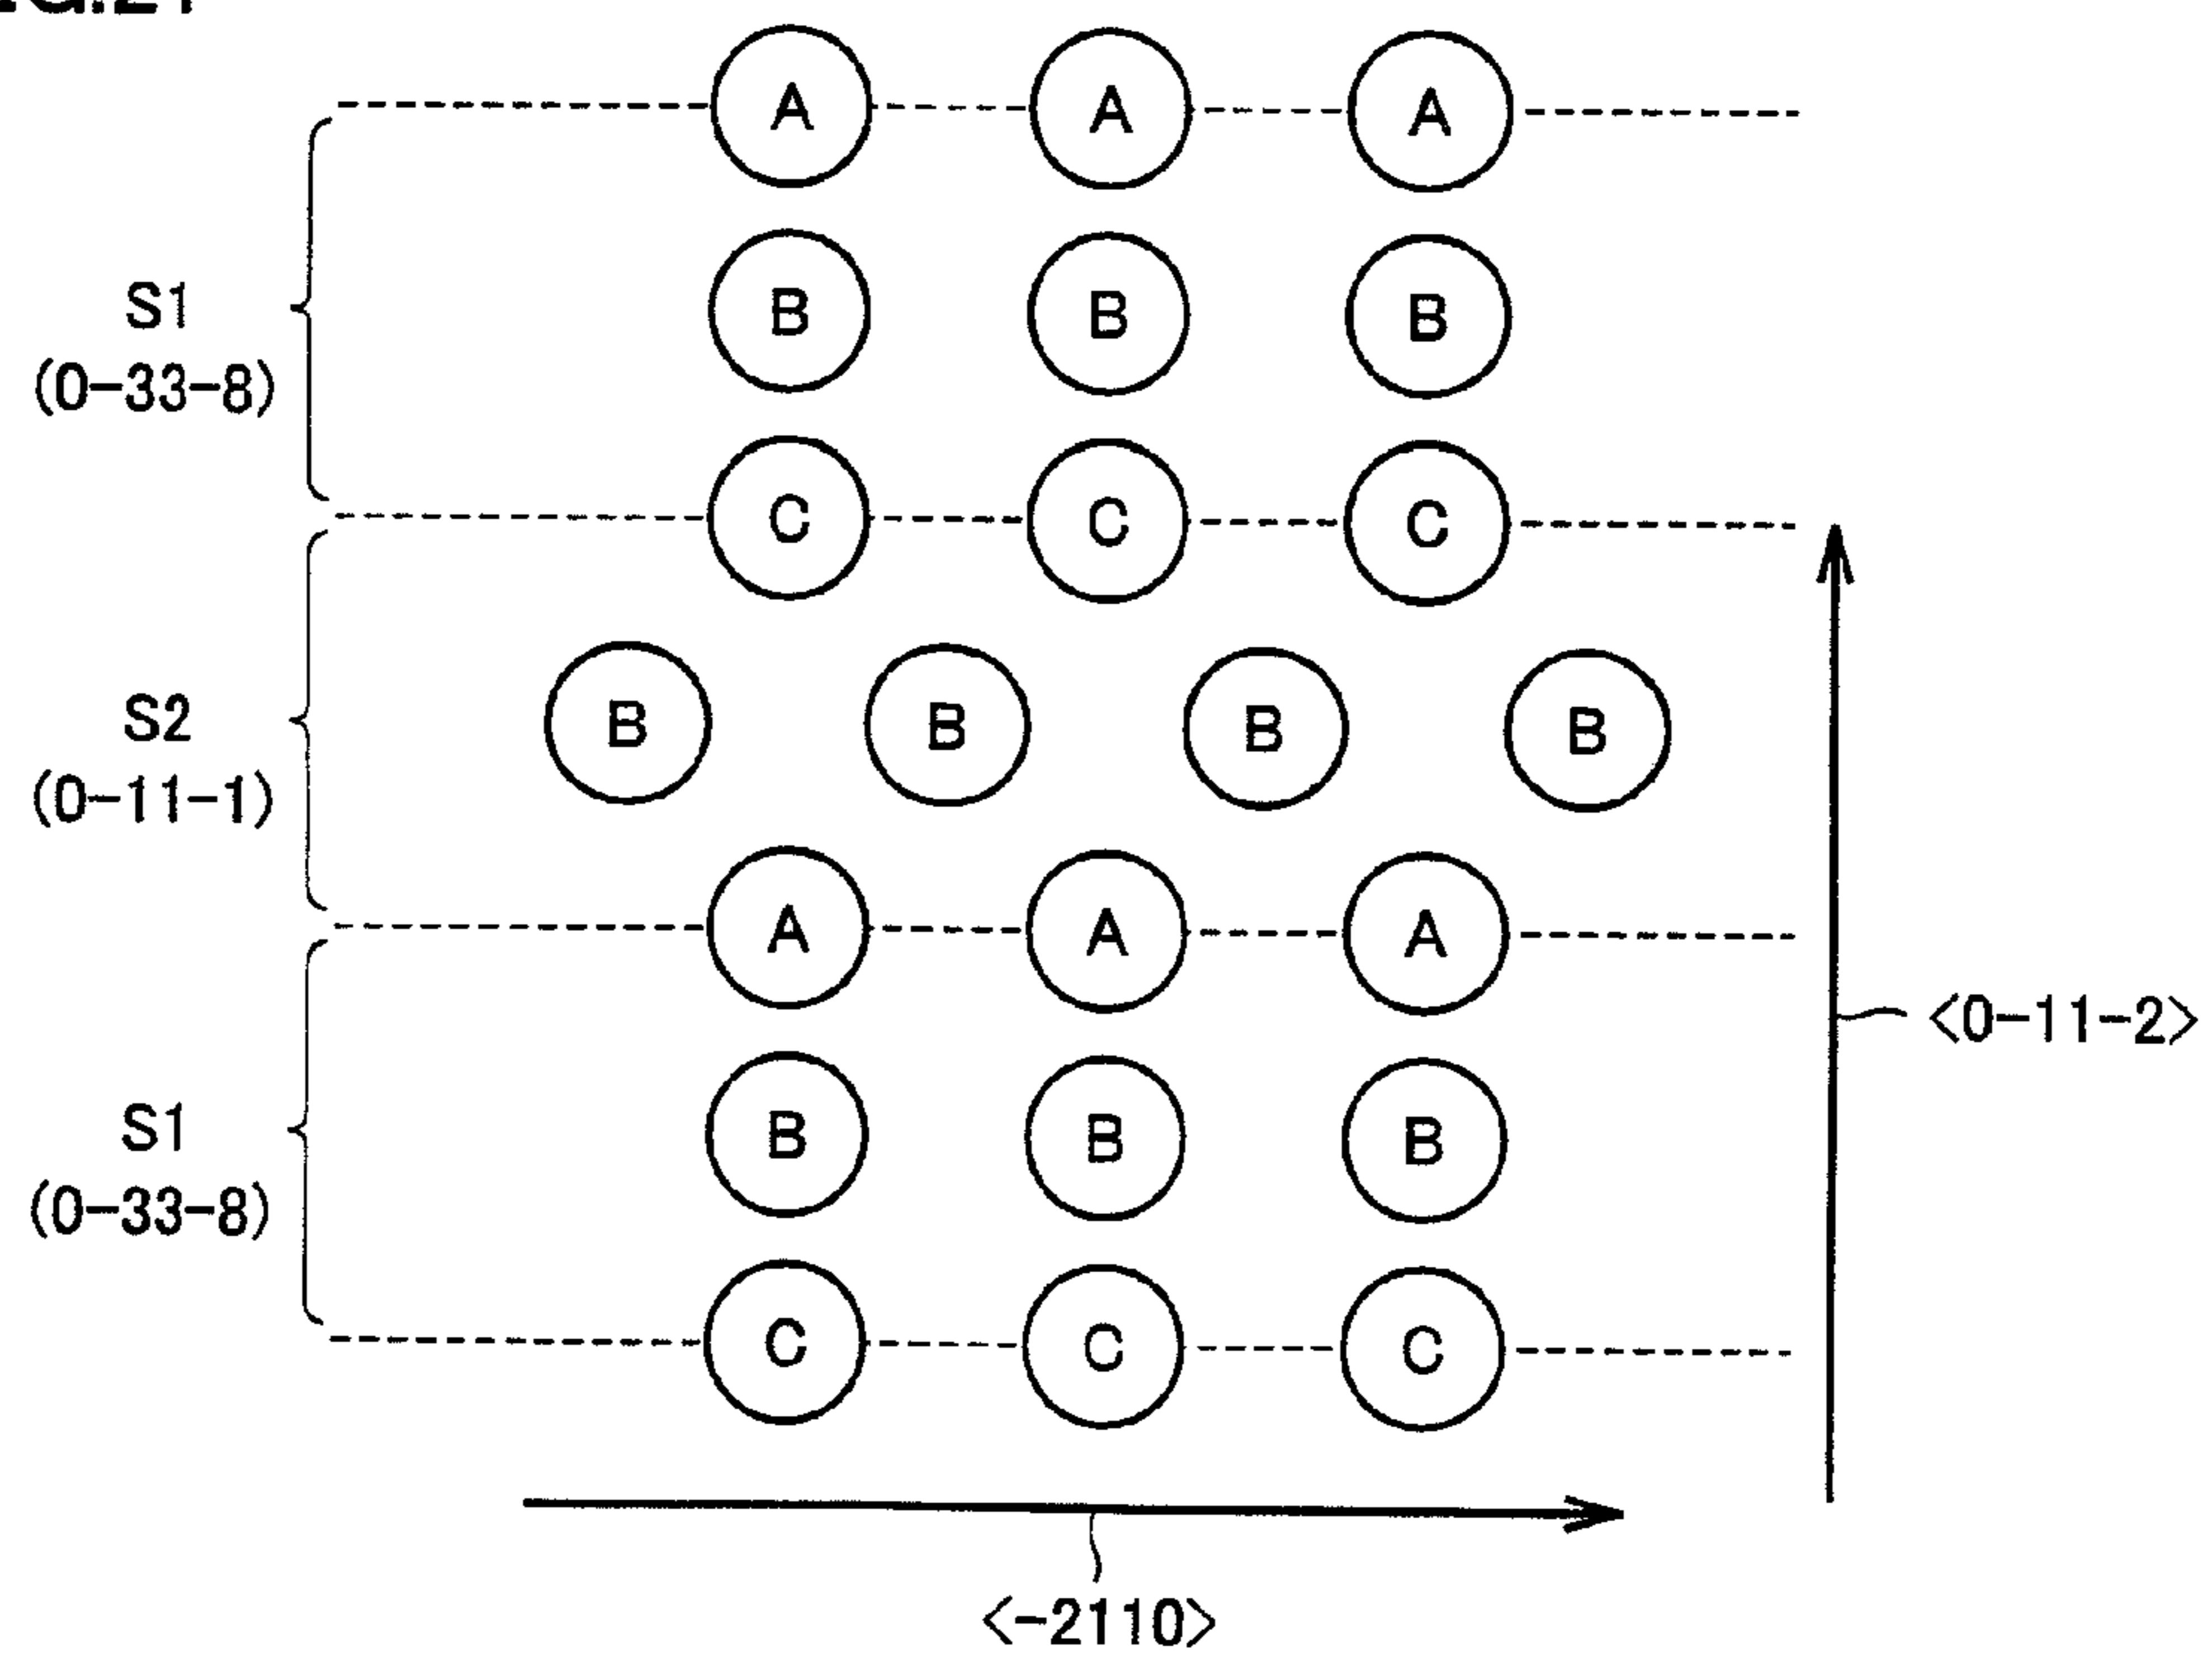 A A A
B B B
S1
(0-33-8)
C C C
B B B B
S2
(0-11-1)
A A A
<0-11-2>
B B B
S1
(0-33-8)
C C C
<-2110>